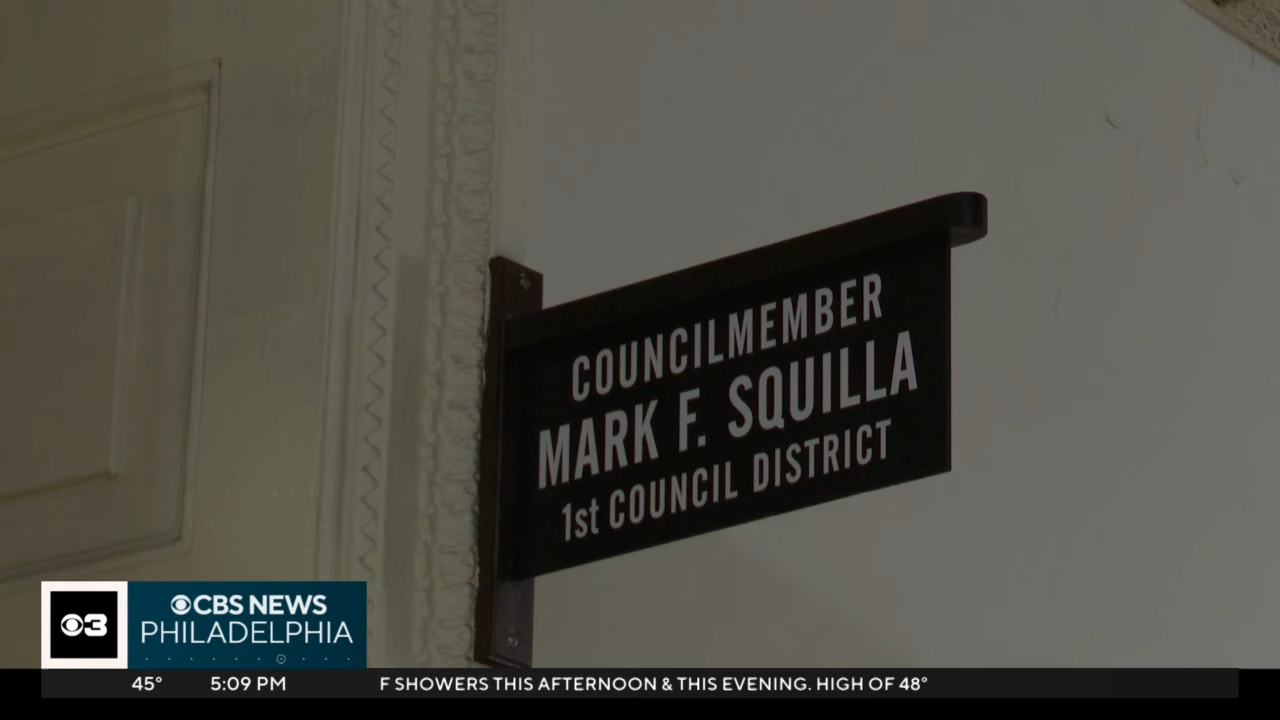 COUNCILMEMBER
MARK F. SQUILLA
1st COUNCIL DISTRICT
3
CBS NEWS
PHILADELPHIA
45° 5:09 PM F SHOWERS THIS AFTERNOON & THIS EVENING. HIGH OF 48°